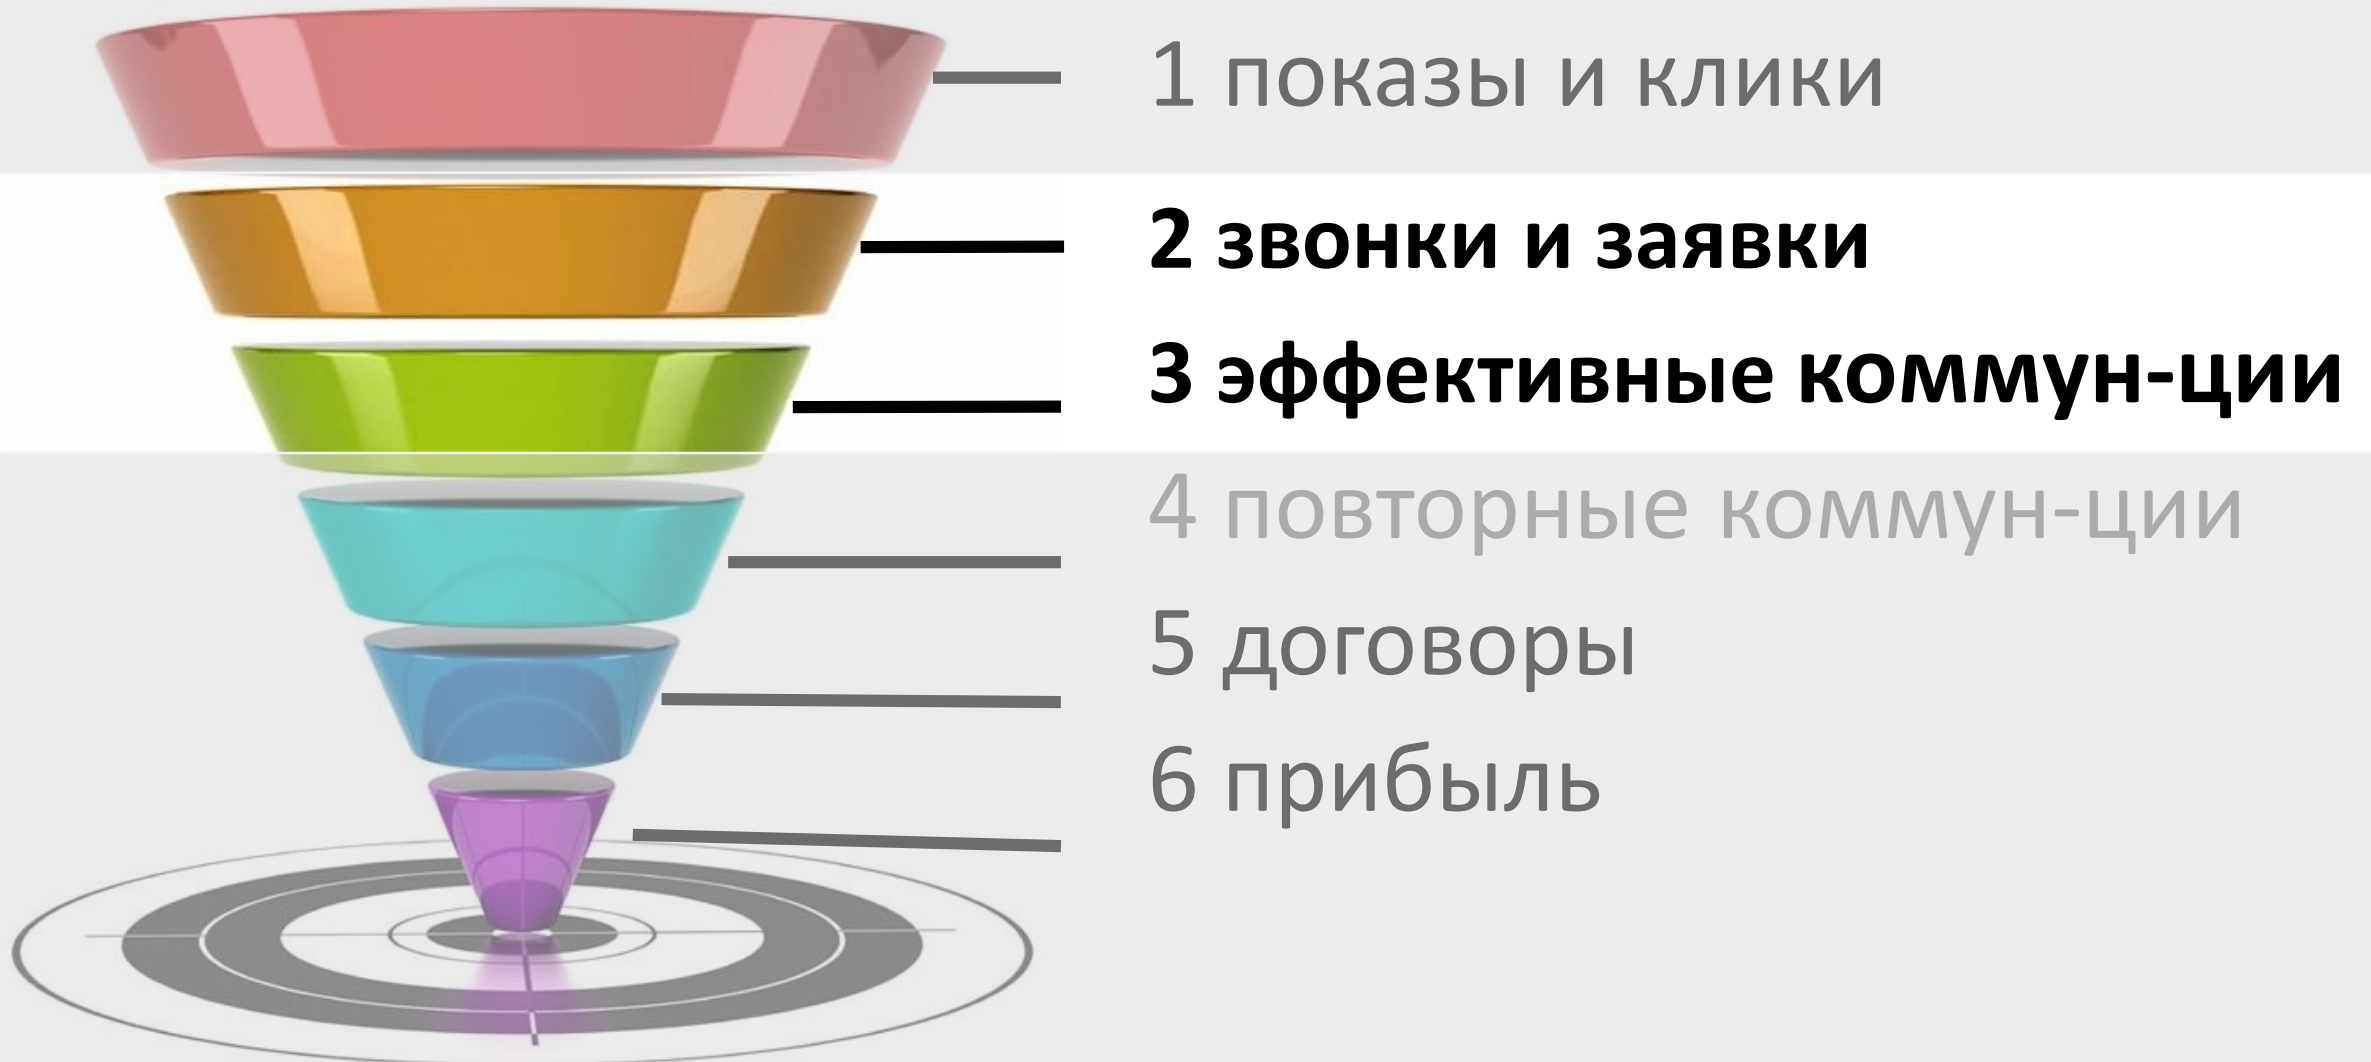 1 показы и клики
2 звонки и заявки
3 эффективные коммун-ции
4 повторные коммун-ции
5 договоры
6 прибыль